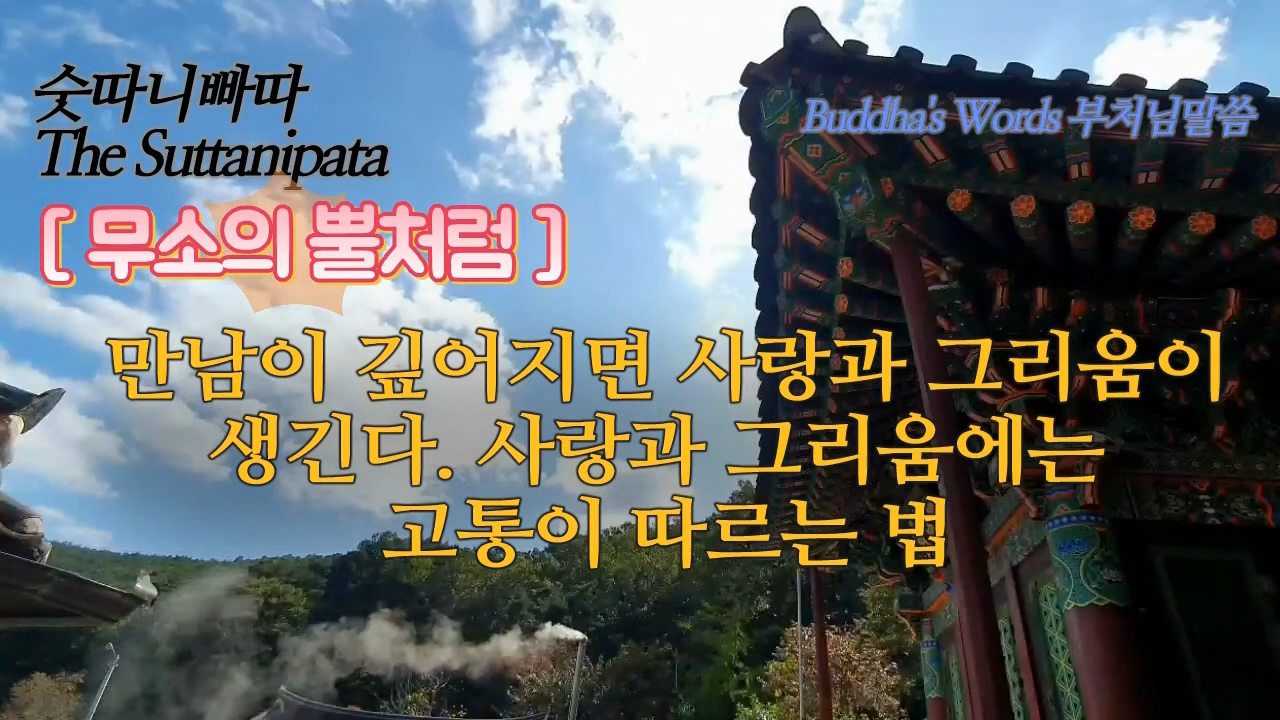 숫따니빠따
The Suttanipata
Buddha's Words 부처님말씀
[ 무소의 뿔처럼 ]
만남이 깊어지면 사랑과 그리움이
생긴다. 사랑과 그리움에는
고통이 따르는 법